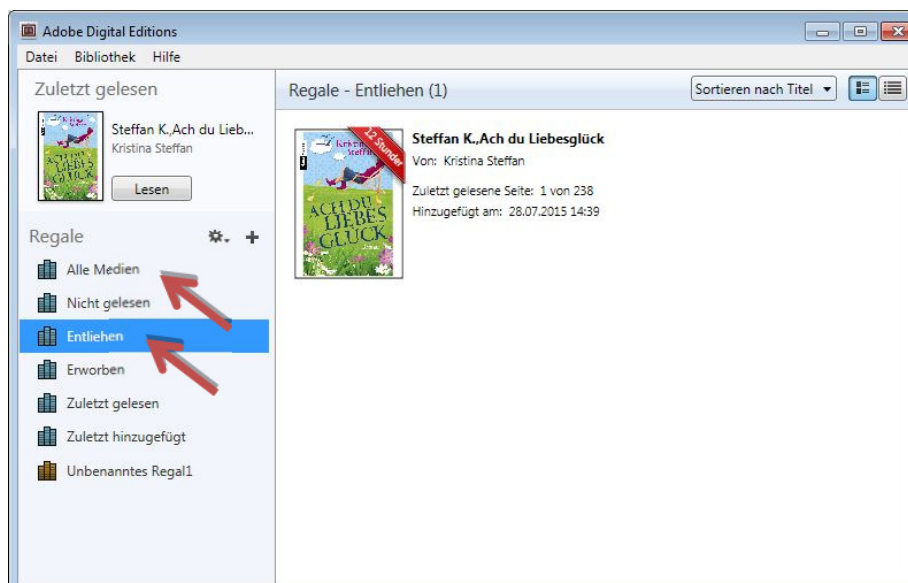 Adobe Digital Editions
Datei Bibliothek Hilfe
Zuletzt gelesen
Steffan K.,Ach du Lieb...
Kristina Steffan
Lesen
Regale
Alle Medien
Nicht gelesen
Entliehen
Erworben
Zuletzt gelesen
Zuletzt hinzugefügt
Unbenanntes Regal1
Regale - Entliehen (1)
Sortieren nach Titel
12 Stunden
ACH DU
LIEBES
GLÜCK
Steffan K.,Ach du Liebesglück
Von: Kristina Steffan
Zuletzt gelesene Seite: 1 von 238
Hinzugefügt am: 28.07.2015 14:39